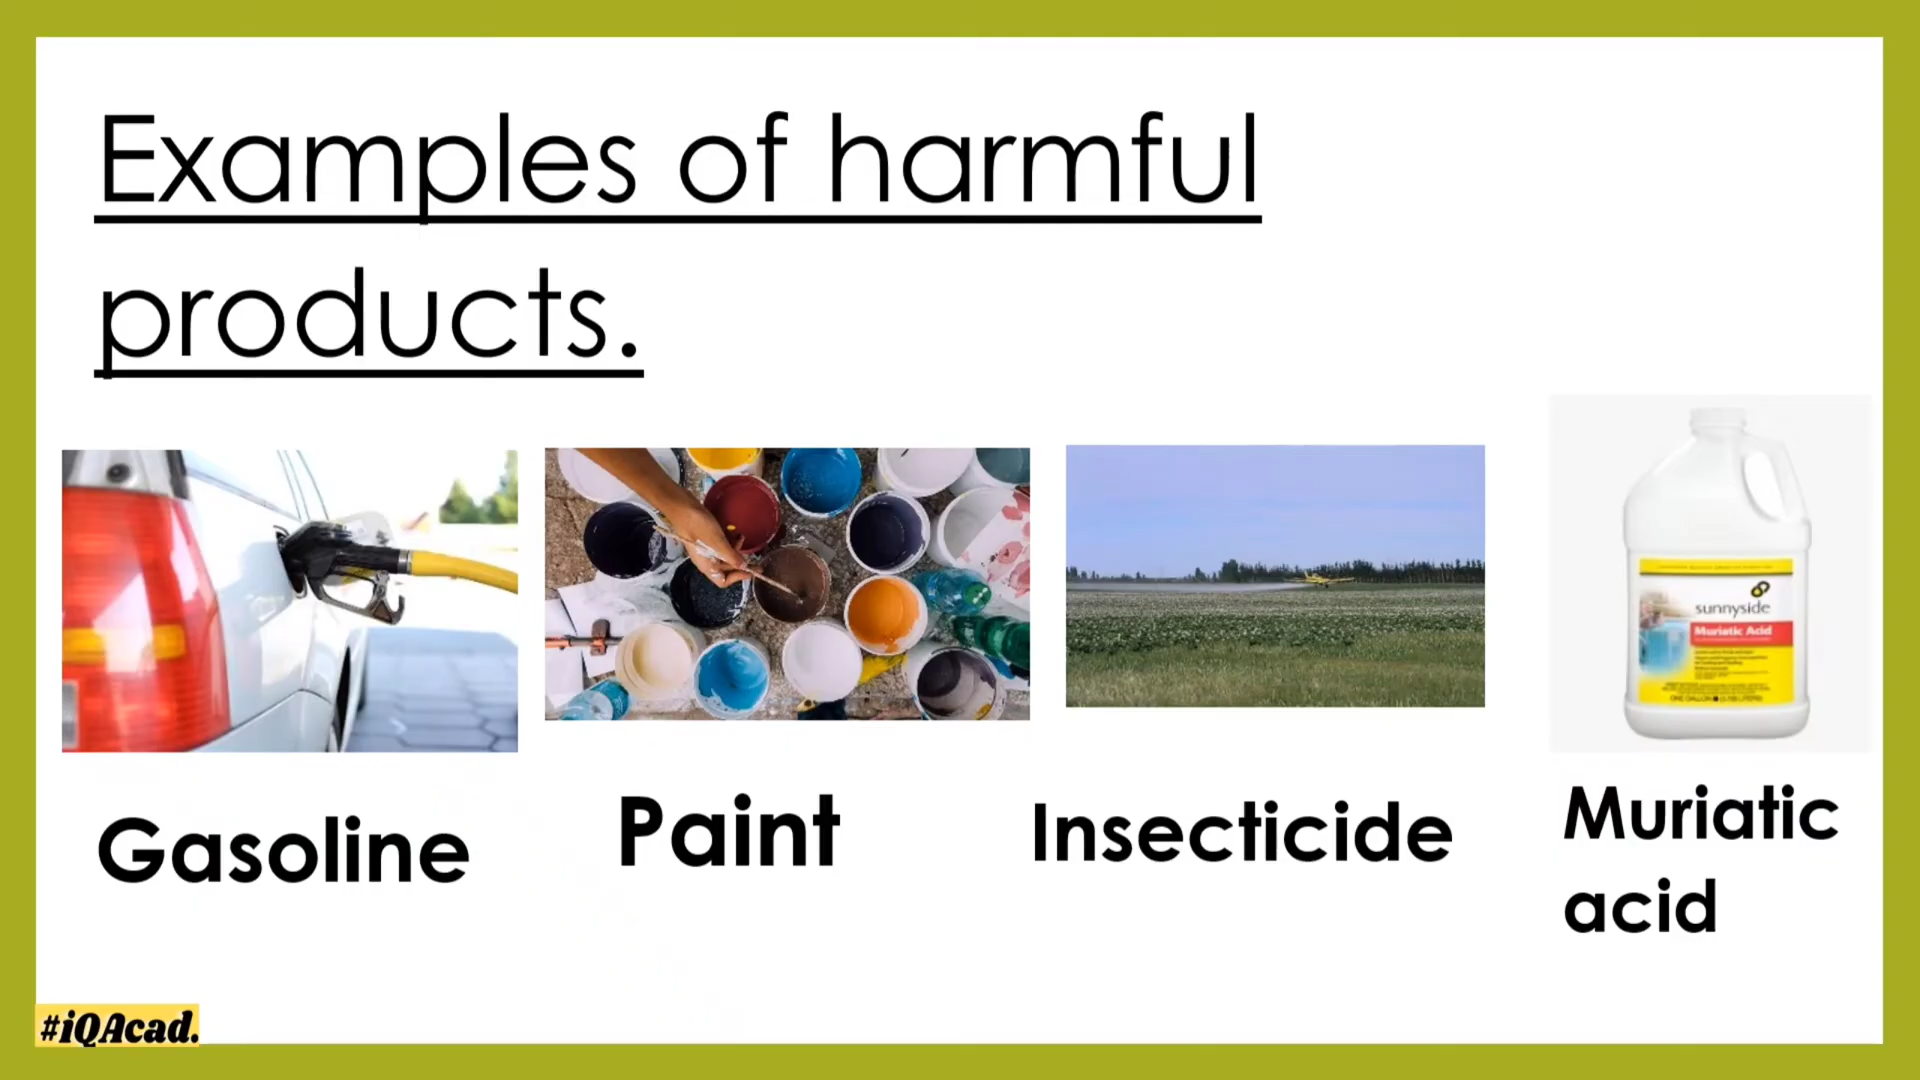 Examples of harmful
products.
sunnyside
Muriatic Acid
Gasoline
Paint
Insecticide
Muriatic
acid
#iQAcad.